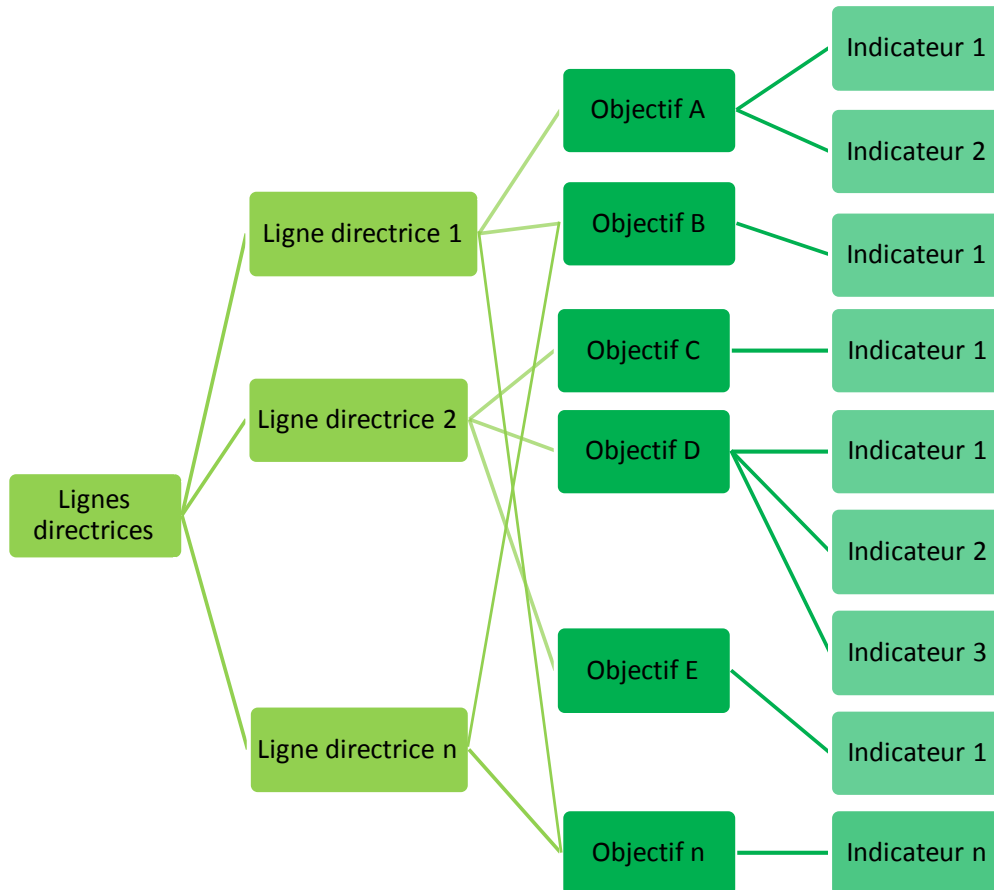 Lignes
directrices
Ligne directrice 1
Ligne directrice 2
Ligne directrice n
Objectif A
Objectif B
Objectif C
Objectif D
Objectif E
Objectif n
Indicateur 1
Indicateur 2
Indicateur 1
Indicateur 1
Indicateur 1
Indicateur 2
Indicateur 3
Indicateur 1
Indicateur n